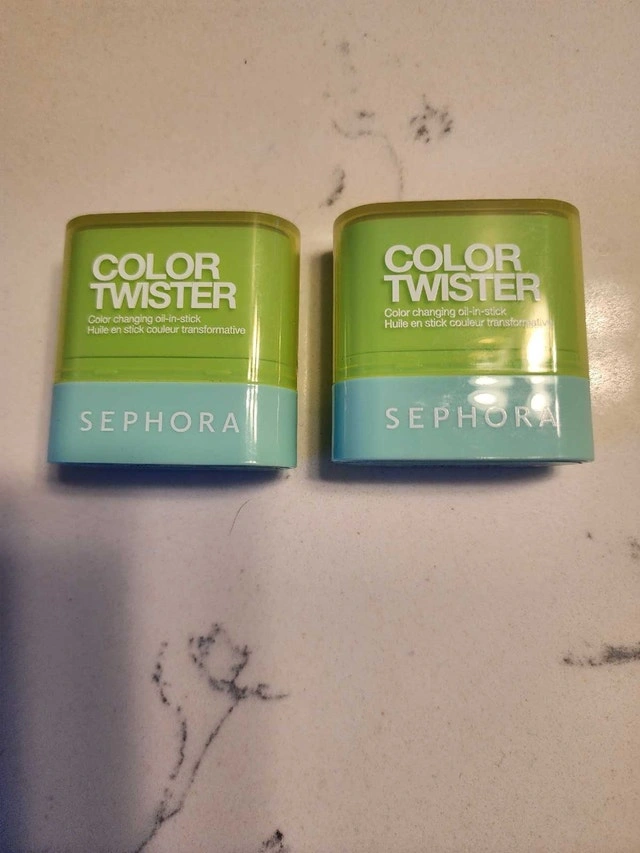 COLOR
TWISTER
Color changing oil-in-stick
Huile en stick couleur transformative
SEPHORA
COLOR
TWISTER
Color changing oil-in-stick
Huile en stick couleur transformative
SEPHORA